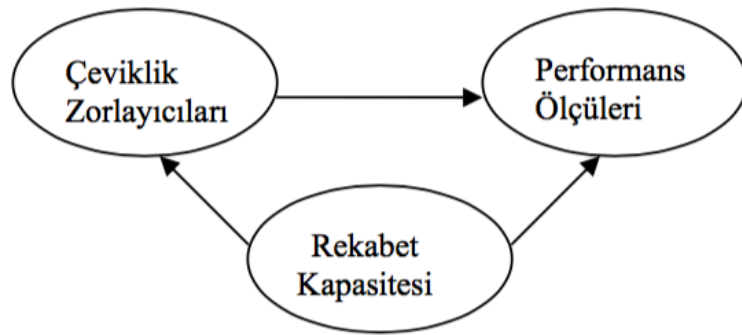 Çeviklik
Zorlayıcıları
Performans
Ölçüleri
Rekabet
Kapasitesi